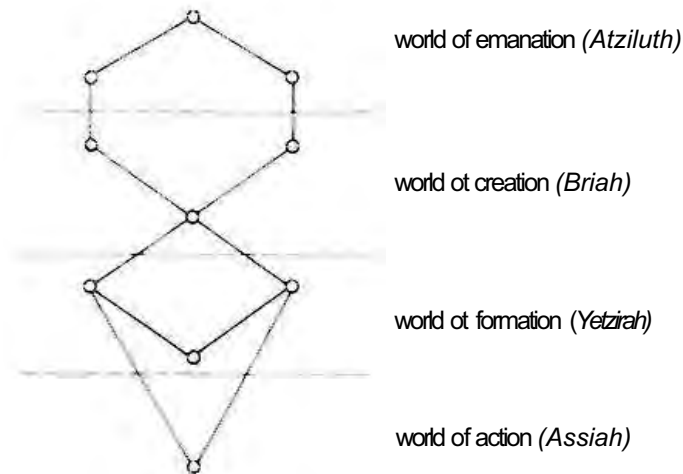 world of emanation (Atziluth)
world ot creation (Briah)
world ot formation (Yetzirah)
world of action (Assiah)